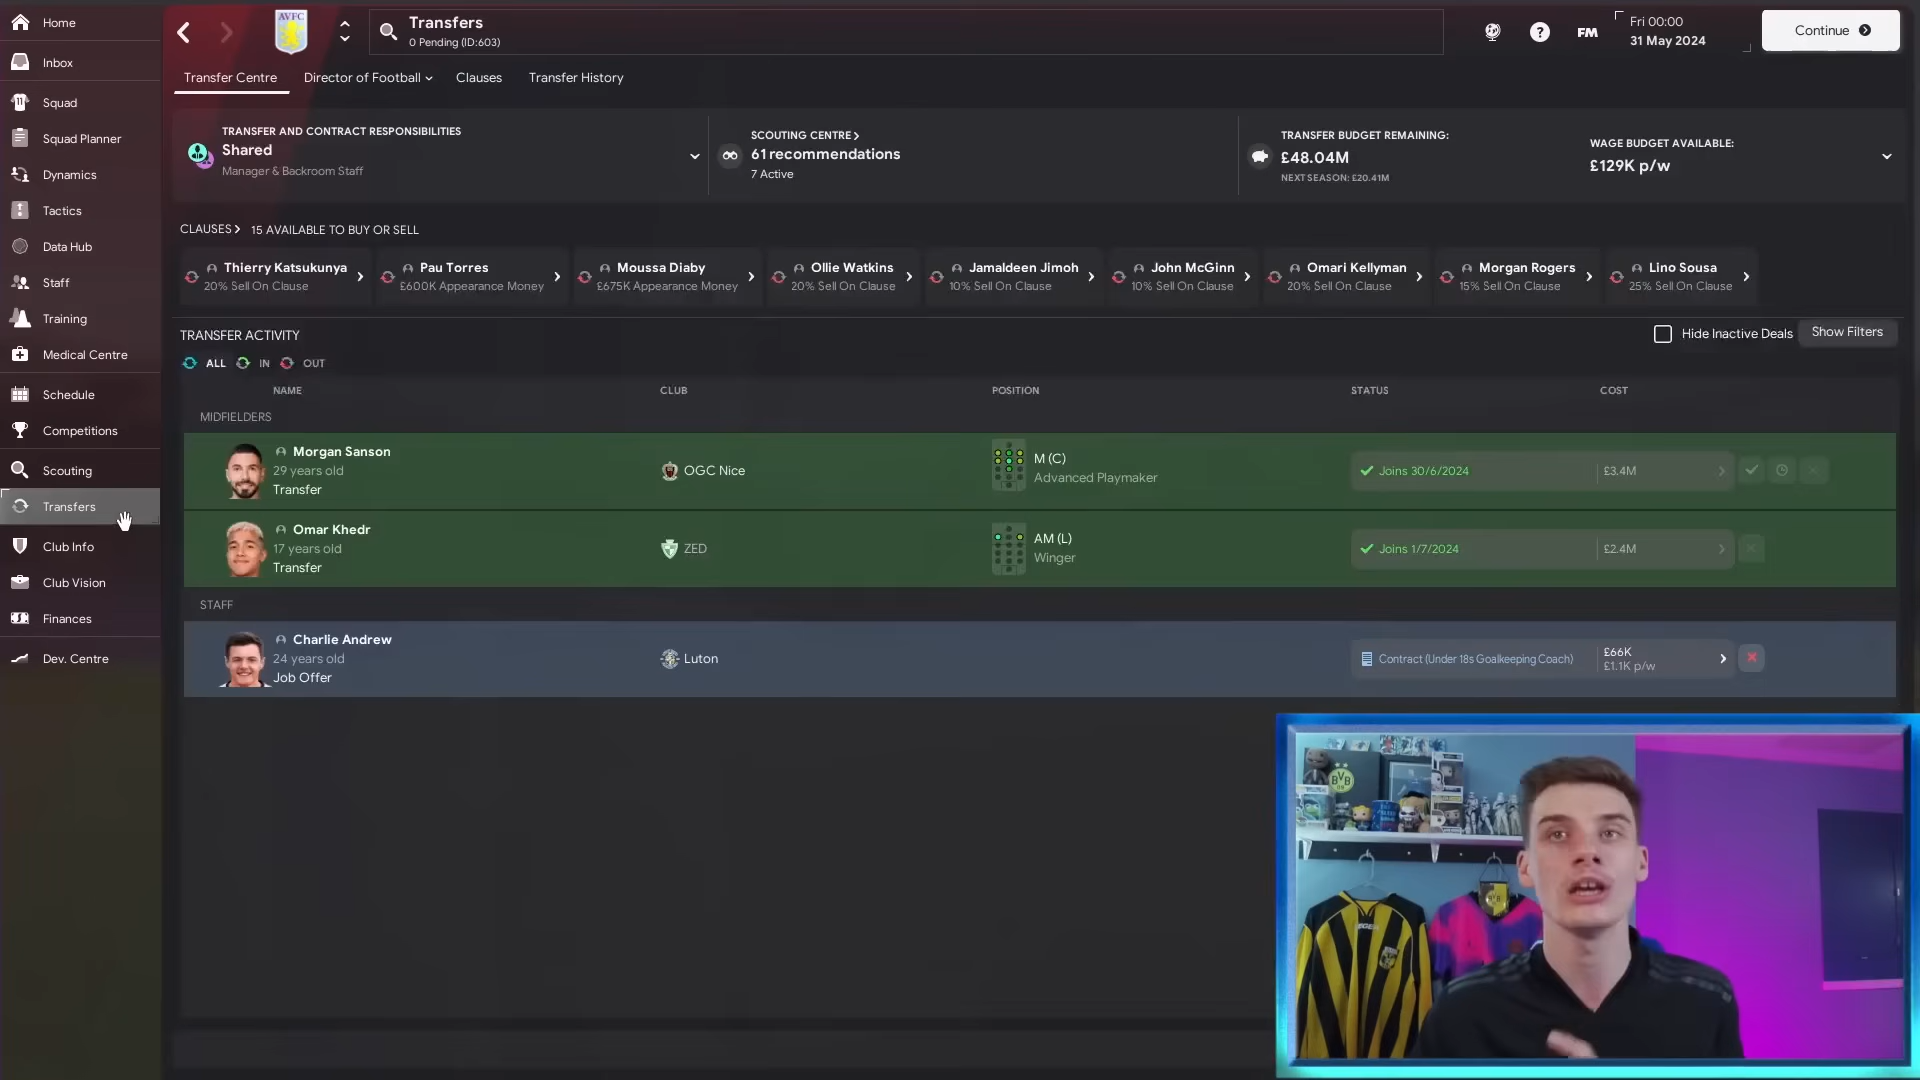 Home
Inbox
Squad
Squad Planner
Dynamics
Tactics
Data Hub
Staff
Training
Medical Centre
Schedule
Competitions
Scouting
Transfers
Club Info
Club Vision
Finances
Dev. Centre
AVFC
Transfers
0 Pending (ID:603)
FM
Fri 00:00
31 May 2024
Continue
Transfer Centre
Director of Football
Clauses
Transfer History
TRANSFER AND CONTRACT RESPONSIBILITIES
Shared
Manager & Backroom Staff
SCOUTING CENTRE
61 recommendations
7 Active
TRANSFER BUDGET REMAINING:
£48.04M
NEXT SEASON: £20.41M
WAGE BUDGET AVAILABLE:
£129K p/w
CLAUSES 15 AVAILABLE TO BUY OR SELL
Thierry Katsukunya
20% Sell On Clause
Pau Torres
£600K Appearance Money
Moussa Diaby
£675K Appearance Money
Ollie Watkins
20% Sell On Clause
Jamaldeen Jimoh
10% Sell On Clause
John McGinn
10% Sell On Clause
Omari Kellyman
20% Sell On Clause
Morgan Rogers
15% Sell On Clause
Lino Sousa
25% Sell On Clause
TRANSFER ACTIVITY
Hide Inactive Deals
Show Filters
ALL IN OUT
NAME CLUB POSITION STATUS COST
MIDFIELDERS
Morgan Sanson
29 years old
Transfer
OGC Nice
M (C)
Advanced Playmaker
Joins 30/6/2024
£3.4M
Omar Khedr
17 years old
Transfer
ZED
AM (L)
Winger
Joins 1/7/2024
£2.4M
STAFF
Charlie Andrew
24 years old
Job Offer
Luton
Contract (Under 18s Goalkeeping Coach)
£66K
£1.1K p/w
BVB